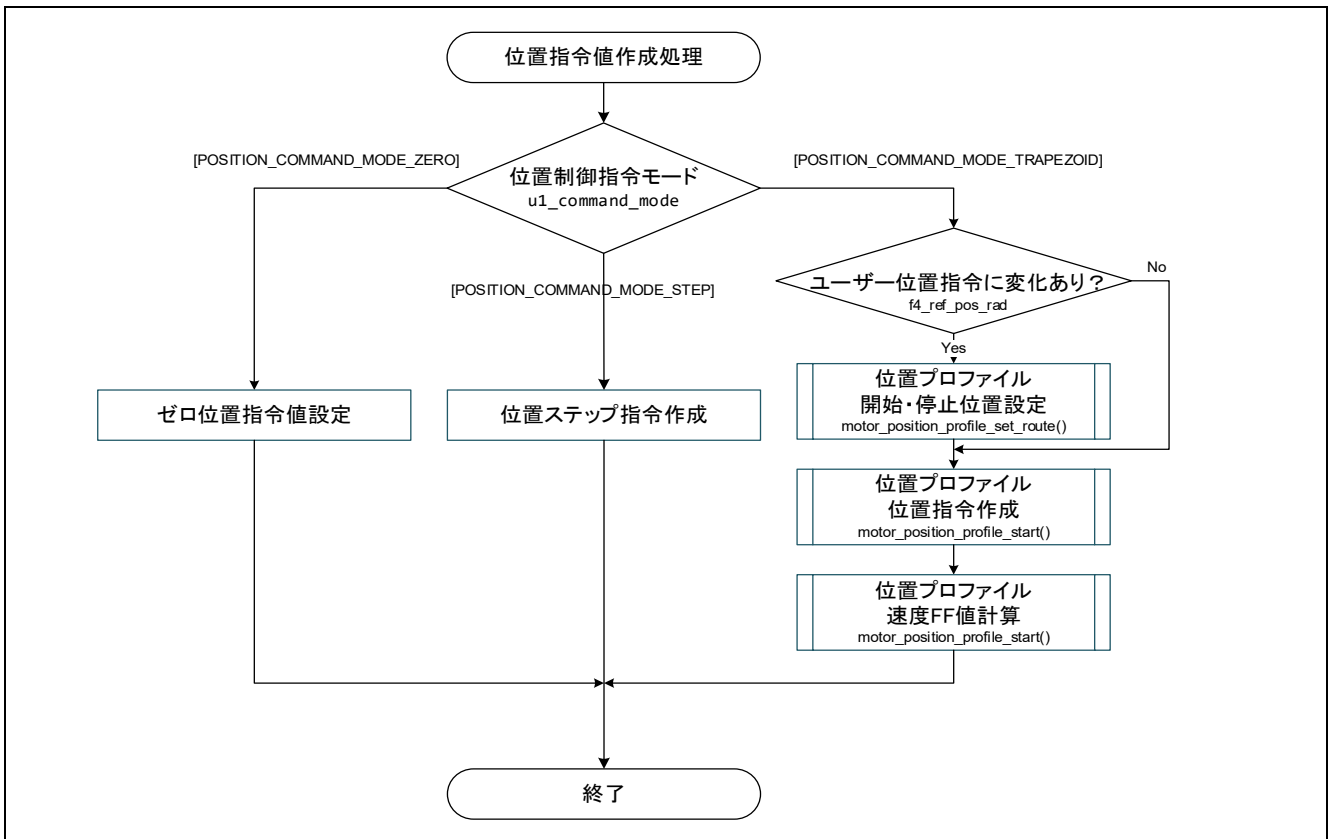 位置指令値作成処理
[POSITION_COMMAND_MODE_ZERO]
[POSITION_COMMAND_MODE_TRAPEZOID]
位置制御指令モード
u1_command_mode
[POSITION_COMMAND_MODE_STEP]
ユーザー位置指令に変化あり?
f4_ref_pos_rad
No
Yes
ゼロ位置指令値設定
位置ステップ指令作成
位置プロファイル
開始・停止位置設定
motor_position_profile_set_route()
位置プロファイル
位置指令作成
motor_position_profile_start()
位置プロファイル
速度FF値計算
motor_position_profile_start()
終了